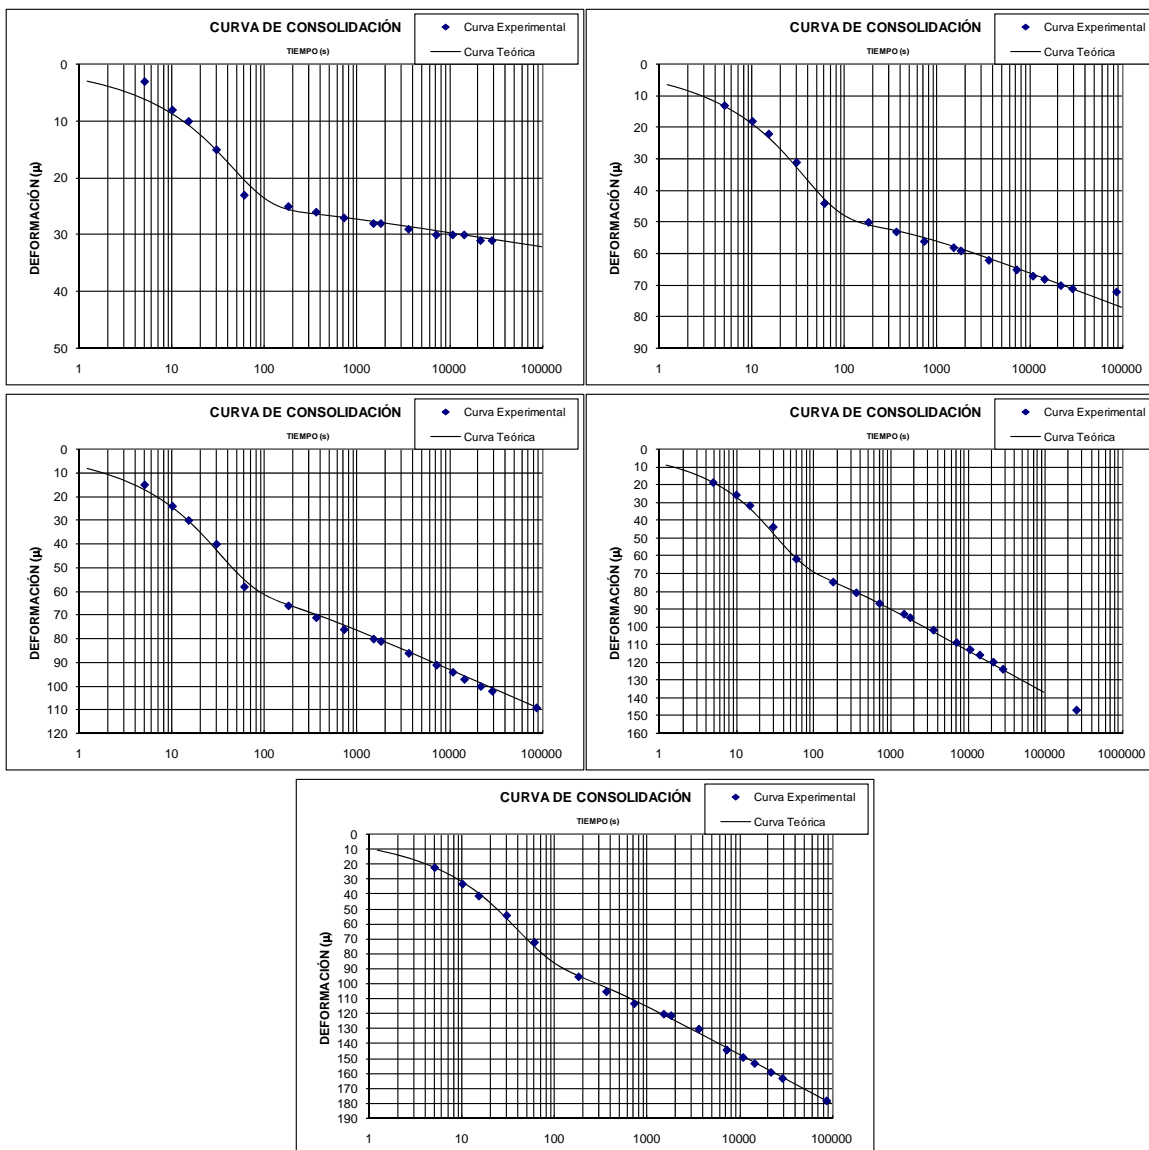 CURVA DE CONSOLIDACIÓN
Curva Experimental
Curva Teórica
TIEMPO (s)
DEFORMACIÓN (µ)
0
10
20
30
40
50
1 10 100 1000 10000 100000
CURVA DE CONSOLIDACIÓN
Curva Experimental
Curva Teórica
TIEMPO (s)
DEFORMACIÓN (µ)
0
10
20
30
40
50
60
70
80
90
1 10 100 1000 10000 100000
CURVA DE CONSOLIDACIÓN
Curva Experimental
Curva Teórica
TIEMPO (s)
DEFORMACIÓN (µ)
0
10
20
30
40
50
60
70
80
90
100
110
120
1 10 100 1000 10000 100000
CURVA DE CONSOLIDACIÓN
Curva Experimental
Curva Teórica
TIEMPO (s)
DEFORMACIÓN (µ)
0
10
20
30
40
50
60
70
80
90
100
110
120
130
140
150
160
1 10 100 1000 10000 100000 1000000
CURVA DE CONSOLIDACIÓN
Curva Experimental
Curva Teórica
TIEMPO (s)
DEFORMACIÓN (µ)
0
10
20
30
40
50
60
70
80
90
100
110
120
130
140
150
160
170
180
190
1 10 100 1000 10000 100000